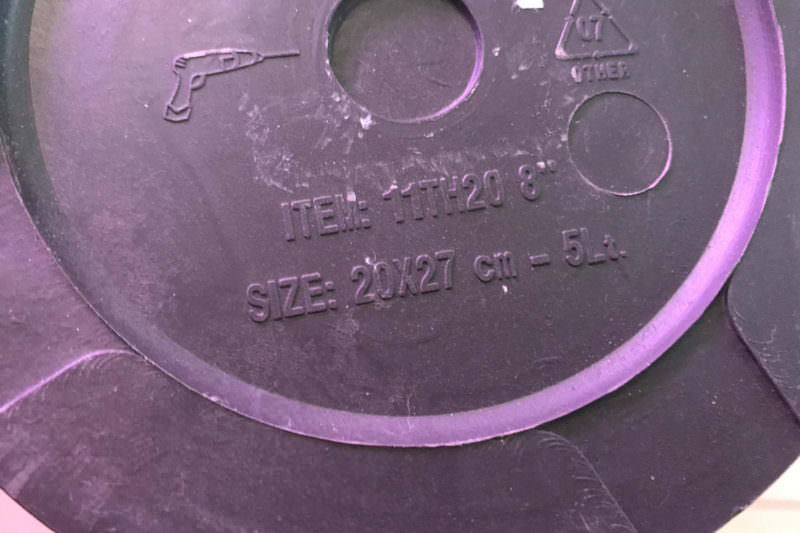 07
OTHER
ITEM: 11TH20 8"
SIZE: 20X27 cm - 5Lt.